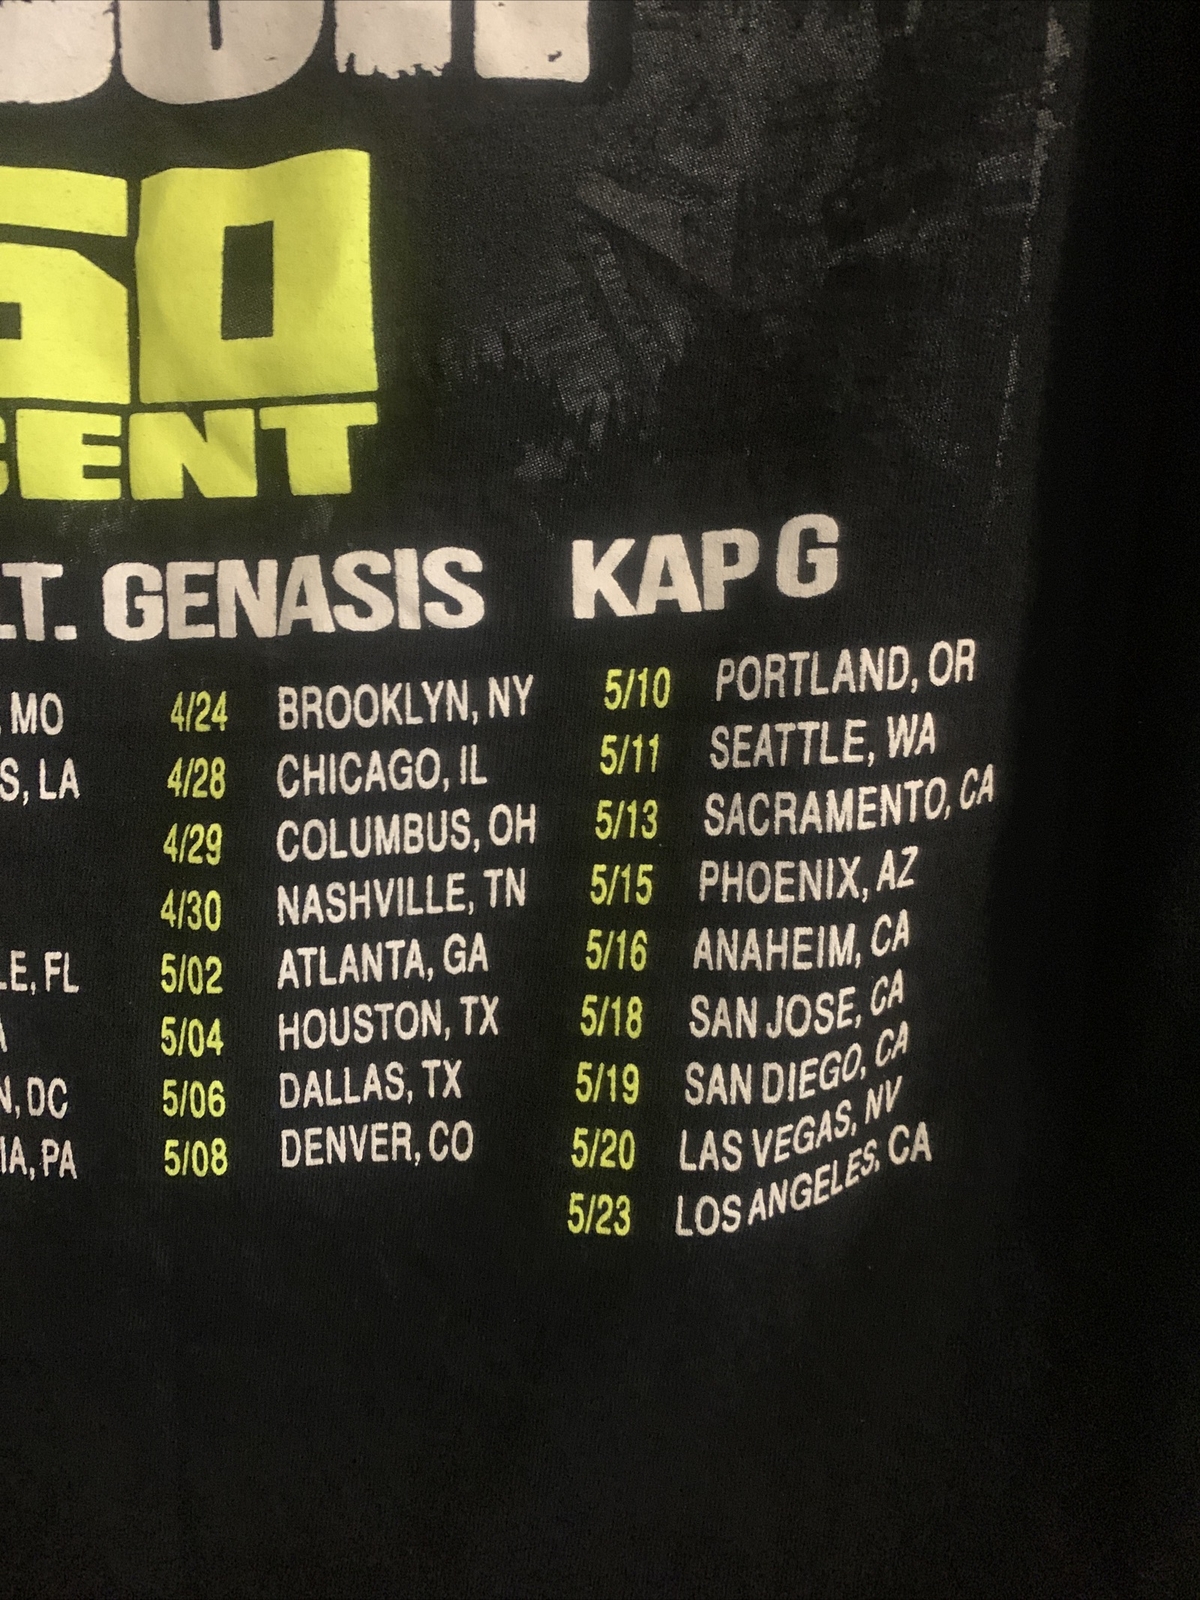 50
CENT
LT. GENASIS KAP G
, MO 4/24 BROOKLYN, NY 5/10 PORTLAND, OR
S, LA 4/28 CHICAGO, IL 5/11 SEATTLE, WA
4/29 COLUMBUS, OH 5/13 SACRAMENTO, CA
4/30 NASHVILLE, TN 5/15 PHOENIX, AZ
LE, FL 5/02 ATLANTA, GA 5/16 ANAHEIM, CA
A 5/04 HOUSTON, TX 5/18 SAN JOSE, CA
N, DC 5/06 DALLAS, TX 5/19 SAN DIEGO, CA
IA, PA 5/08 DENVER, CO 5/20 LAS VEGAS, NV
5/23 LOS ANGELES, CA